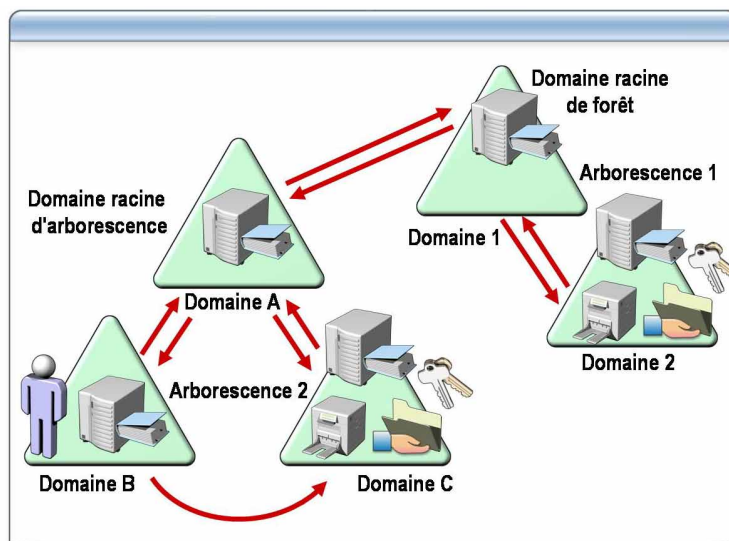 Domaine racine
de forêt
Arborescence 1
Domaine racine
d'arborescence
Domaine 1
Domaine A
Domaine 2
Arborescence 2
Domaine B
Domaine C